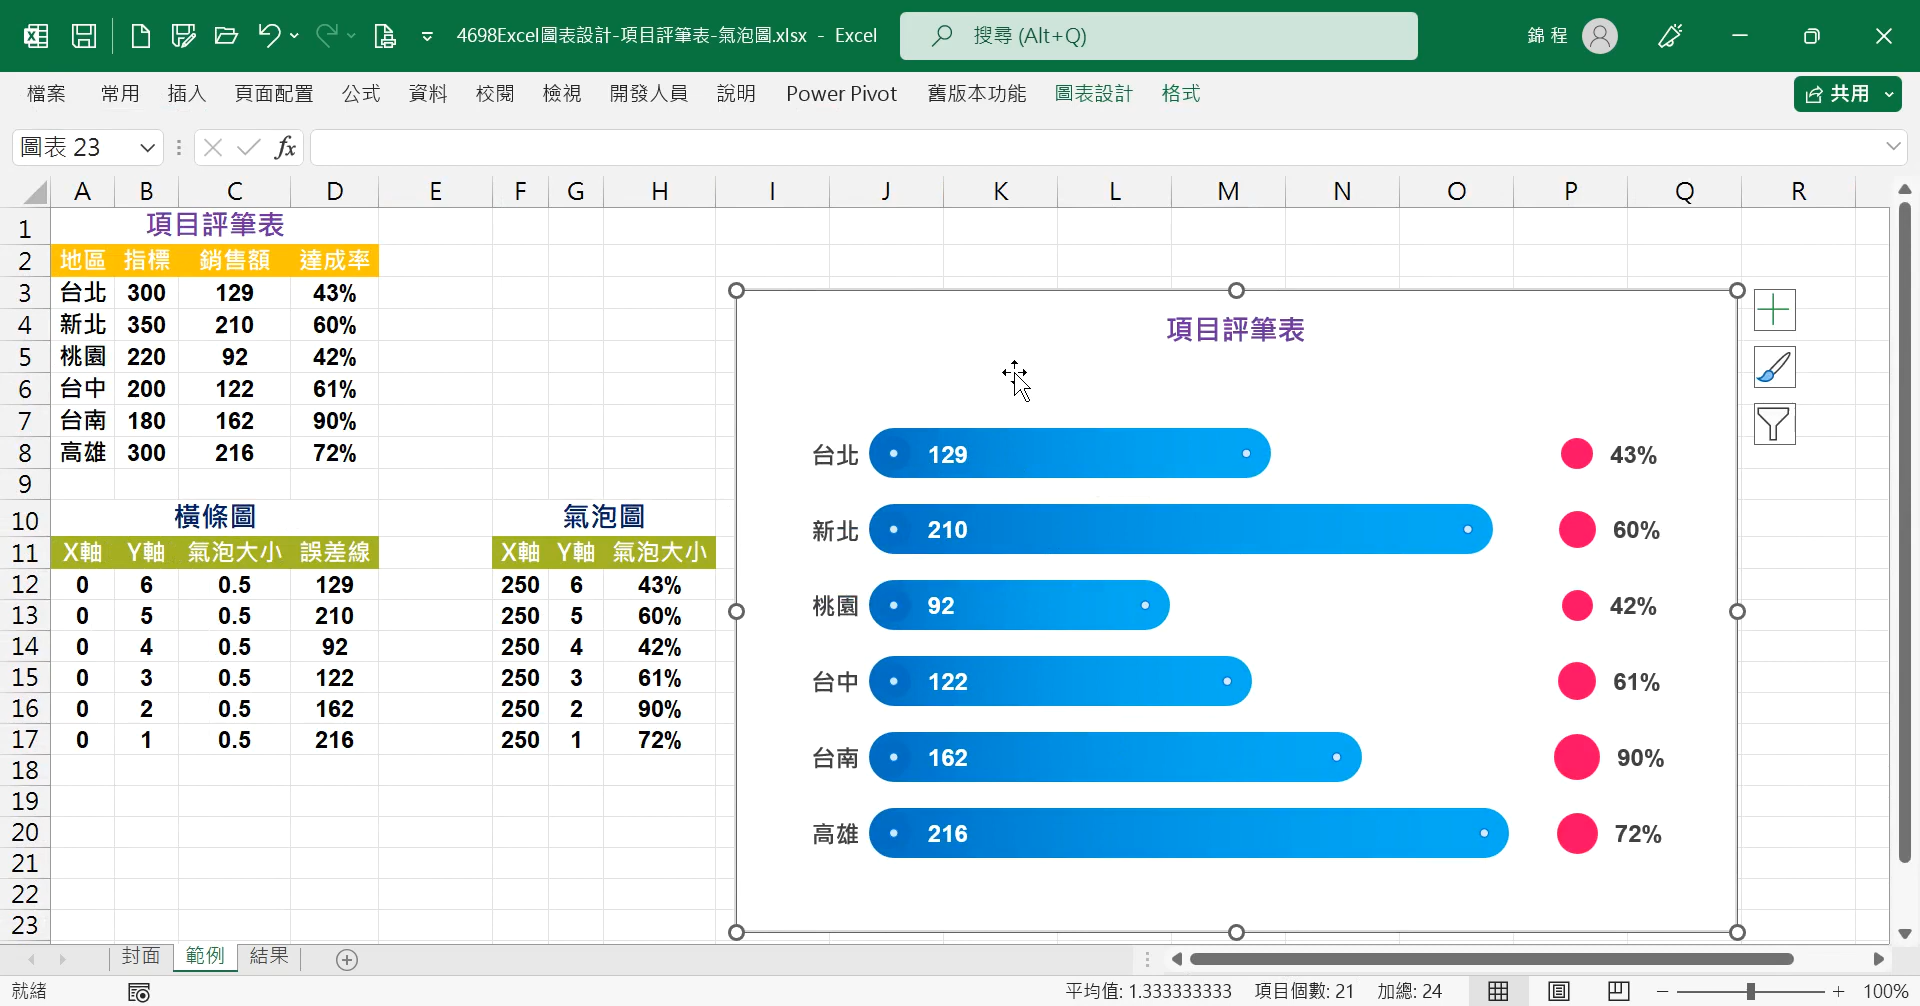 4698Excel圖表設計-項目評筆表-氣泡圖.xlsx - Excel
搜尋 (Alt+Q)
錦 程
檔案 常用 插入 頁面配置 公式 資料 校閱 檢視 開發人員 說明 Power Pivot 舊版本功能 圖表設計 格式
共用
圖表 23
fx
A B C D E F G H I J K L M N O P Q R
1 項目評筆表
2 地區 指標 銷售額 達成率
3 台北 300 129 43%
4 新北 350 210 60%
5 桃園 220 92 42%
6 台中 200 122 61%
7 台南 180 162 90%
8 高雄 300 216 72%
9
10 橫條圖 氣泡圖
11 X軸 Y軸 氣泡大小 誤差線 X軸 Y軸 氣泡大小
12 0 6 0.5 129 250 6 43%
13 0 5 0.5 210 250 5 60%
14 0 4 0.5 92 250 4 42%
15 0 3 0.5 122 250 3 61%
16 0 2 0.5 162 250 2 90%
17 0 1 0.5 216 250 1 72%
18
19
20
21
22
23
項目評筆表
台北 129 43%
新北 210 60%
桃園 92 42%
台中 122 61%
台南 162 90%
高雄 216 72%
封面 範例 結果
就緒 平均值: 1.333333333 項目個數: 21 加總: 24 100%